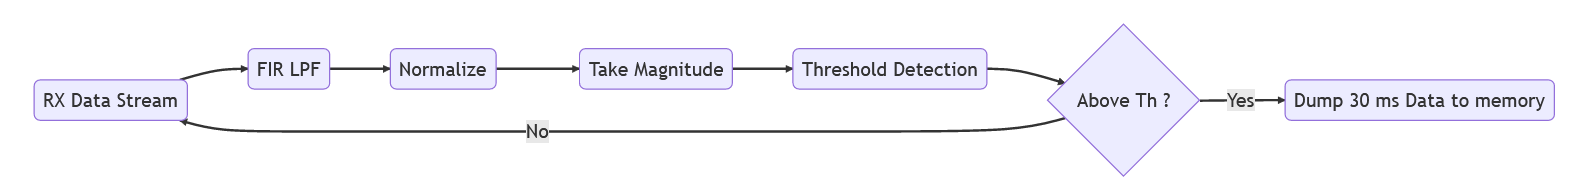 RX Data Stream
FIR LPF
Normalize
Take Magnitude
Threshold Detection
Above Th ?
Yes
Dump 30 ms Data to memory
No